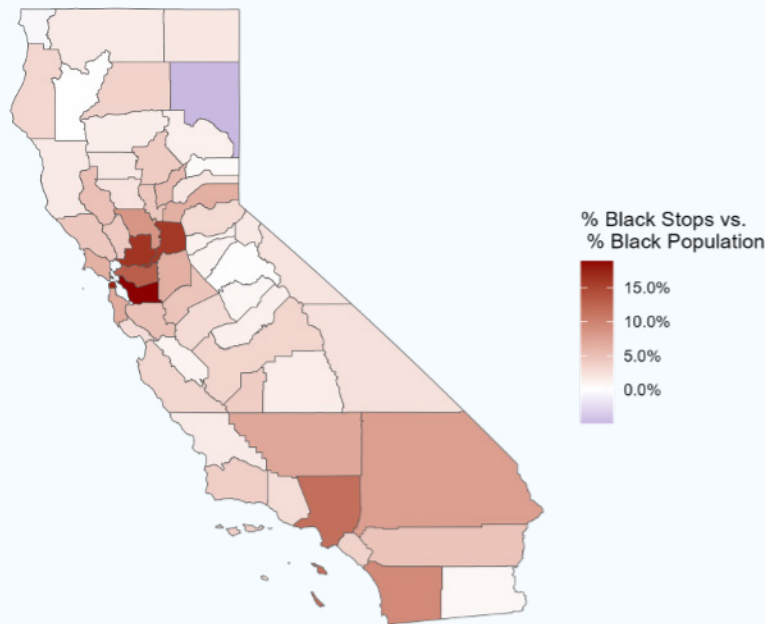 % Black Stops vs.
% Black Population
15.0%
10.0%
5.0%
0.0%